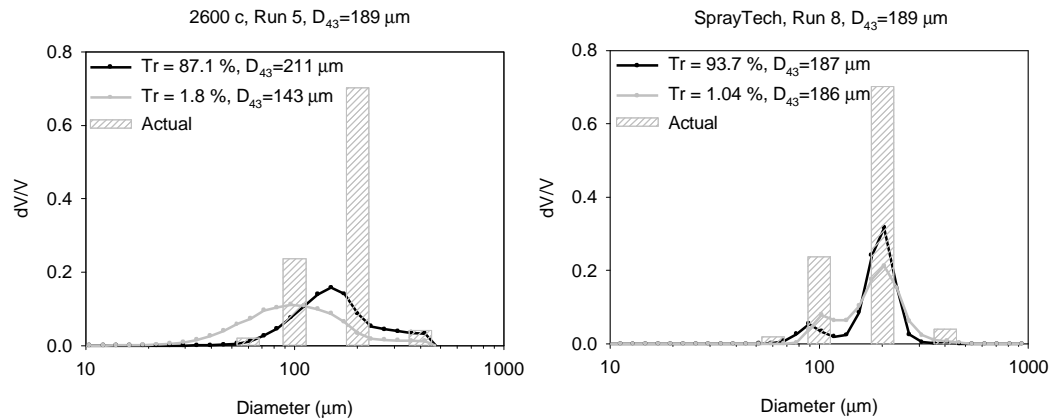 2600 c, Run 5, D43=189 μm
0.8
Tr = 87.1 %, D43=211 μm
Tr = 1.8 %, D43=143 μm
Actual
0.6
0.4
0.2
0.0
dV/V
10
100
1000
Diameter (μm)
SprayTech, Run 8, D43=189 μm
0.8
Tr = 93.7 %, D43=187 μm
Tr = 1.04 %, D43=186 μm
Actual
0.6
0.4
0.2
0.0
dV/V
10
100
1000
Diameter (μm)